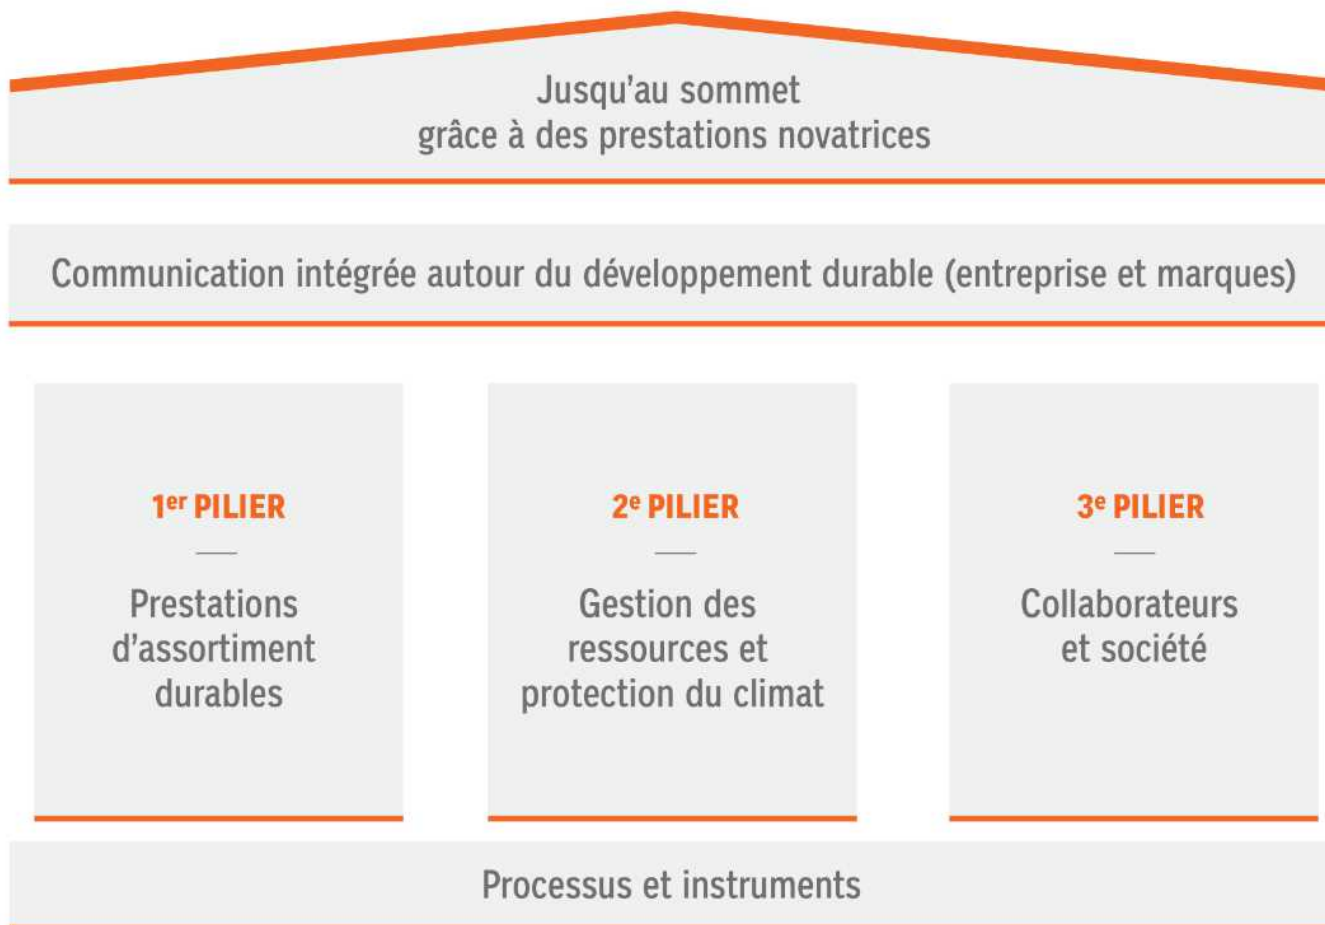 Jusqu'au sommet
grâce à des prestations novatrices
Communication intégrée autour du développement durable (entreprise et marques)
1er PILIER
Prestations
d'assortiment
durables
2e PILIER
Gestion des
ressources et
protection du climat
3e PILIER
Collaborateurs
et société
Processus et instruments